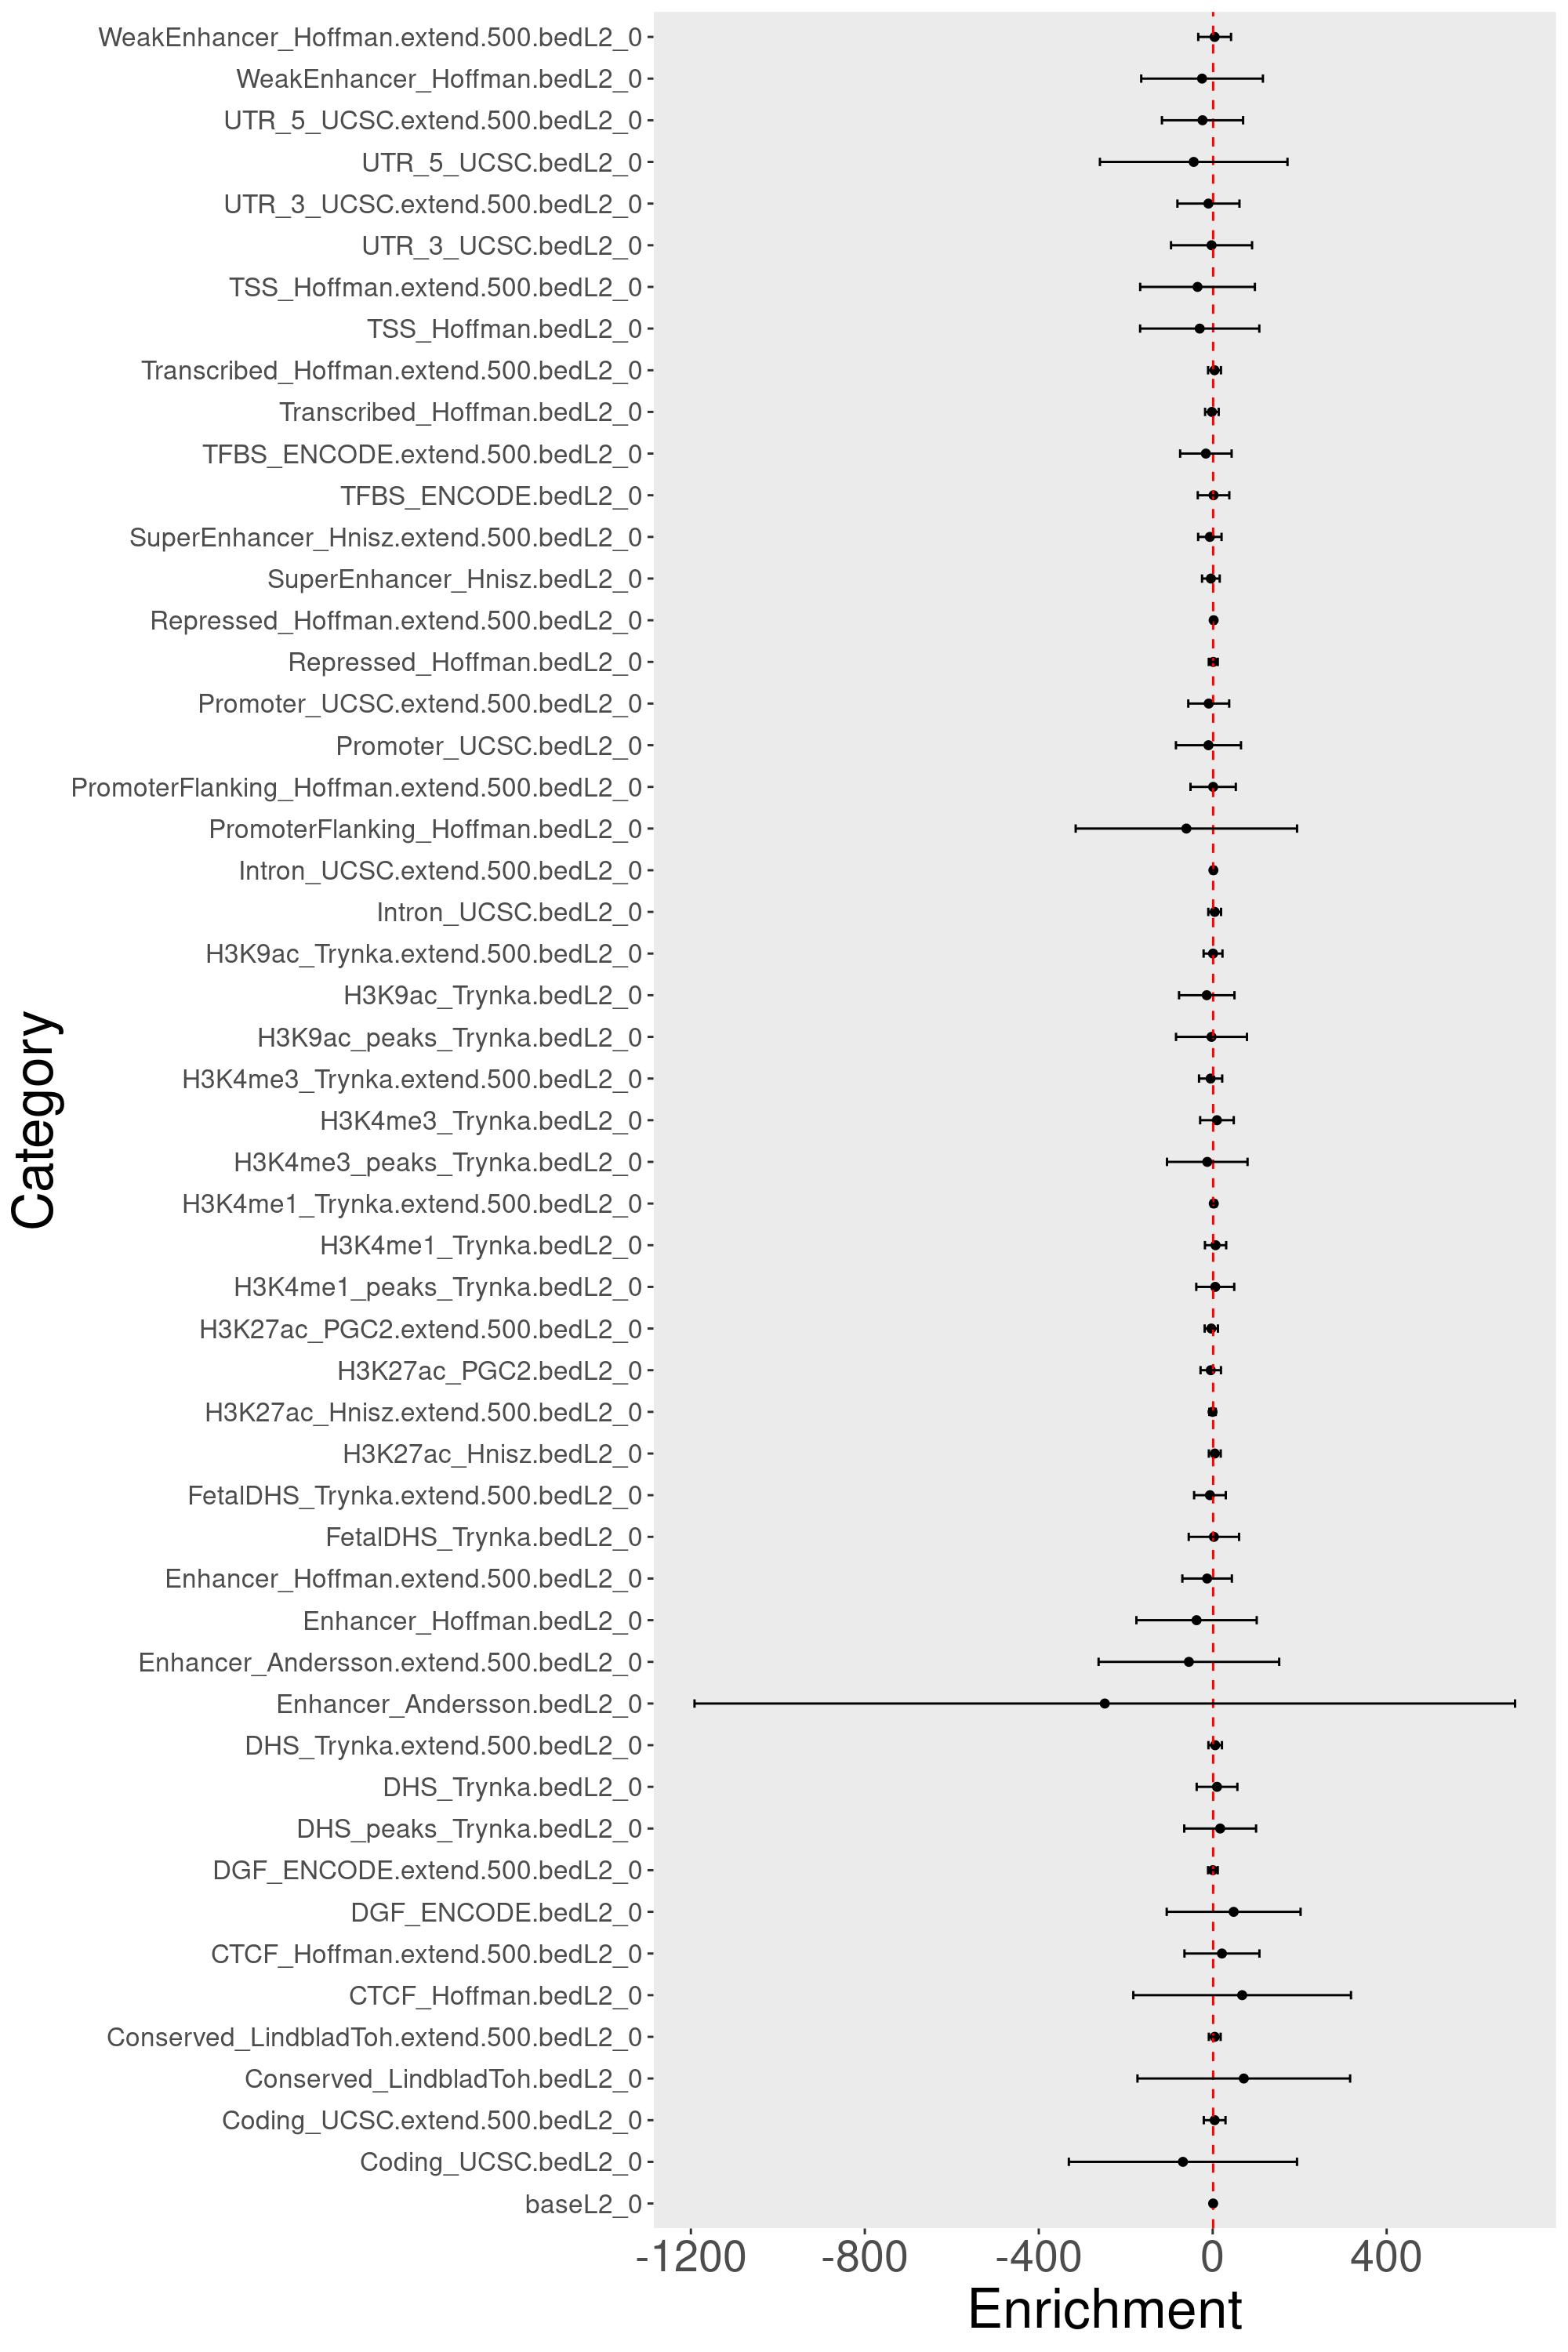 WeakEnhancer_Hoffman.extend.500.bedL2_0
WeakEnhancer_Hoffman.bedL2_0
UTR_5_UCSC.extend.500.bedL2_0
UTR_5_UCSC.bedL2_0
UTR_3_UCSC.extend.500.bedL2_0
UTR_3_UCSC.bedL2_0
TSS_Hoffman.extend.500.bedL2_0
TSS_Hoffman.bedL2_0
Transcribed_Hoffman.extend.500.bedL2_0
Transcribed_Hoffman.bedL2_0
TFBS_ENCODE.extend.500.bedL2_0
TFBS_ENCODE.bedL2_0
SuperEnhancer_Hnisz.extend.500.bedL2_0
SuperEnhancer_Hnisz.bedL2_0
Repressed_Hoffman.extend.500.bedL2_0
Repressed_Hoffman.bedL2_0
Promoter_UCSC.extend.500.bedL2_0
Promoter_UCSC.bedL2_0
PromoterFlanking_Hoffman.extend.500.bedL2_0
PromoterFlanking_Hoffman.bedL2_0
Intron_UCSC.extend.500.bedL2_0
Intron_UCSC.bedL2_0
H3K9ac_Trynka.extend.500.bedL2_0
H3K9ac_Trynka.bedL2_0
H3K9ac_peaks_Trynka.bedL2_0
H3K4me3_Trynka.extend.500.bedL2_0
H3K4me3_Trynka.bedL2_0
H3K4me3_peaks_Trynka.bedL2_0
H3K4me1_Trynka.extend.500.bedL2_0
H3K4me1_Trynka.bedL2_0
H3K4me1_peaks_Trynka.bedL2_0
H3K27ac_PGC2.extend.500.bedL2_0
H3K27ac_PGC2.bedL2_0
H3K27ac_Hnisz.extend.500.bedL2_0
H3K27ac_Hnisz.bedL2_0
FetalDHS_Trynka.extend.500.bedL2_0
FetalDHS_Trynka.bedL2_0
Enhancer_Hoffman.extend.500.bedL2_0
Enhancer_Hoffman.bedL2_0
Enhancer_Andersson.extend.500.bedL2_0
Enhancer_Andersson.bedL2_0
DHS_Trynka.extend.500.bedL2_0
DHS_Trynka.bedL2_0
DHS_peaks_Trynka.bedL2_0
DGF_ENCODE.extend.500.bedL2_0
DGF_ENCODE.bedL2_0
CTCF_Hoffman.extend.500.bedL2_0
CTCF_Hoffman.bedL2_0
Conserved_LindbladToh.extend.500.bedL2_0
Conserved_LindbladToh.bedL2_0
Coding_UCSC.extend.500.bedL2_0
Coding_UCSC.bedL2_0
baseL2_0
Category
-1200 -800 -400 0 400
Enrichment